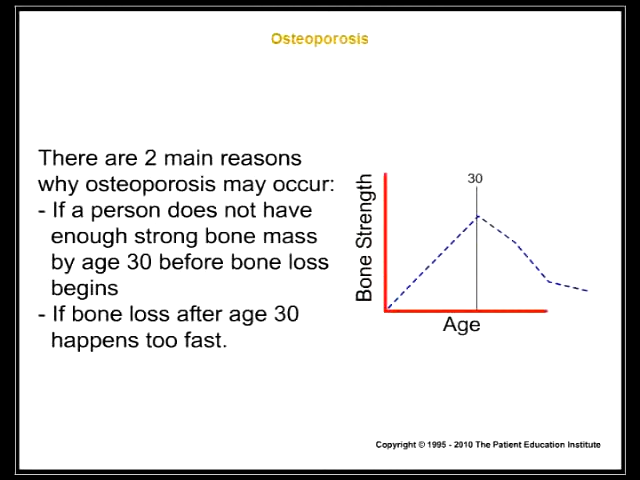 Osteoporosis
There are 2 main reasons
why osteoporosis may occur:
- If a person does not have
enough strong bone mass
by age 30 before bone loss
begins
- If bone loss after age 30
happens too fast.
30
Bone Strength
Age
Copyright © 1995 - 2010 The Patient Education Institute